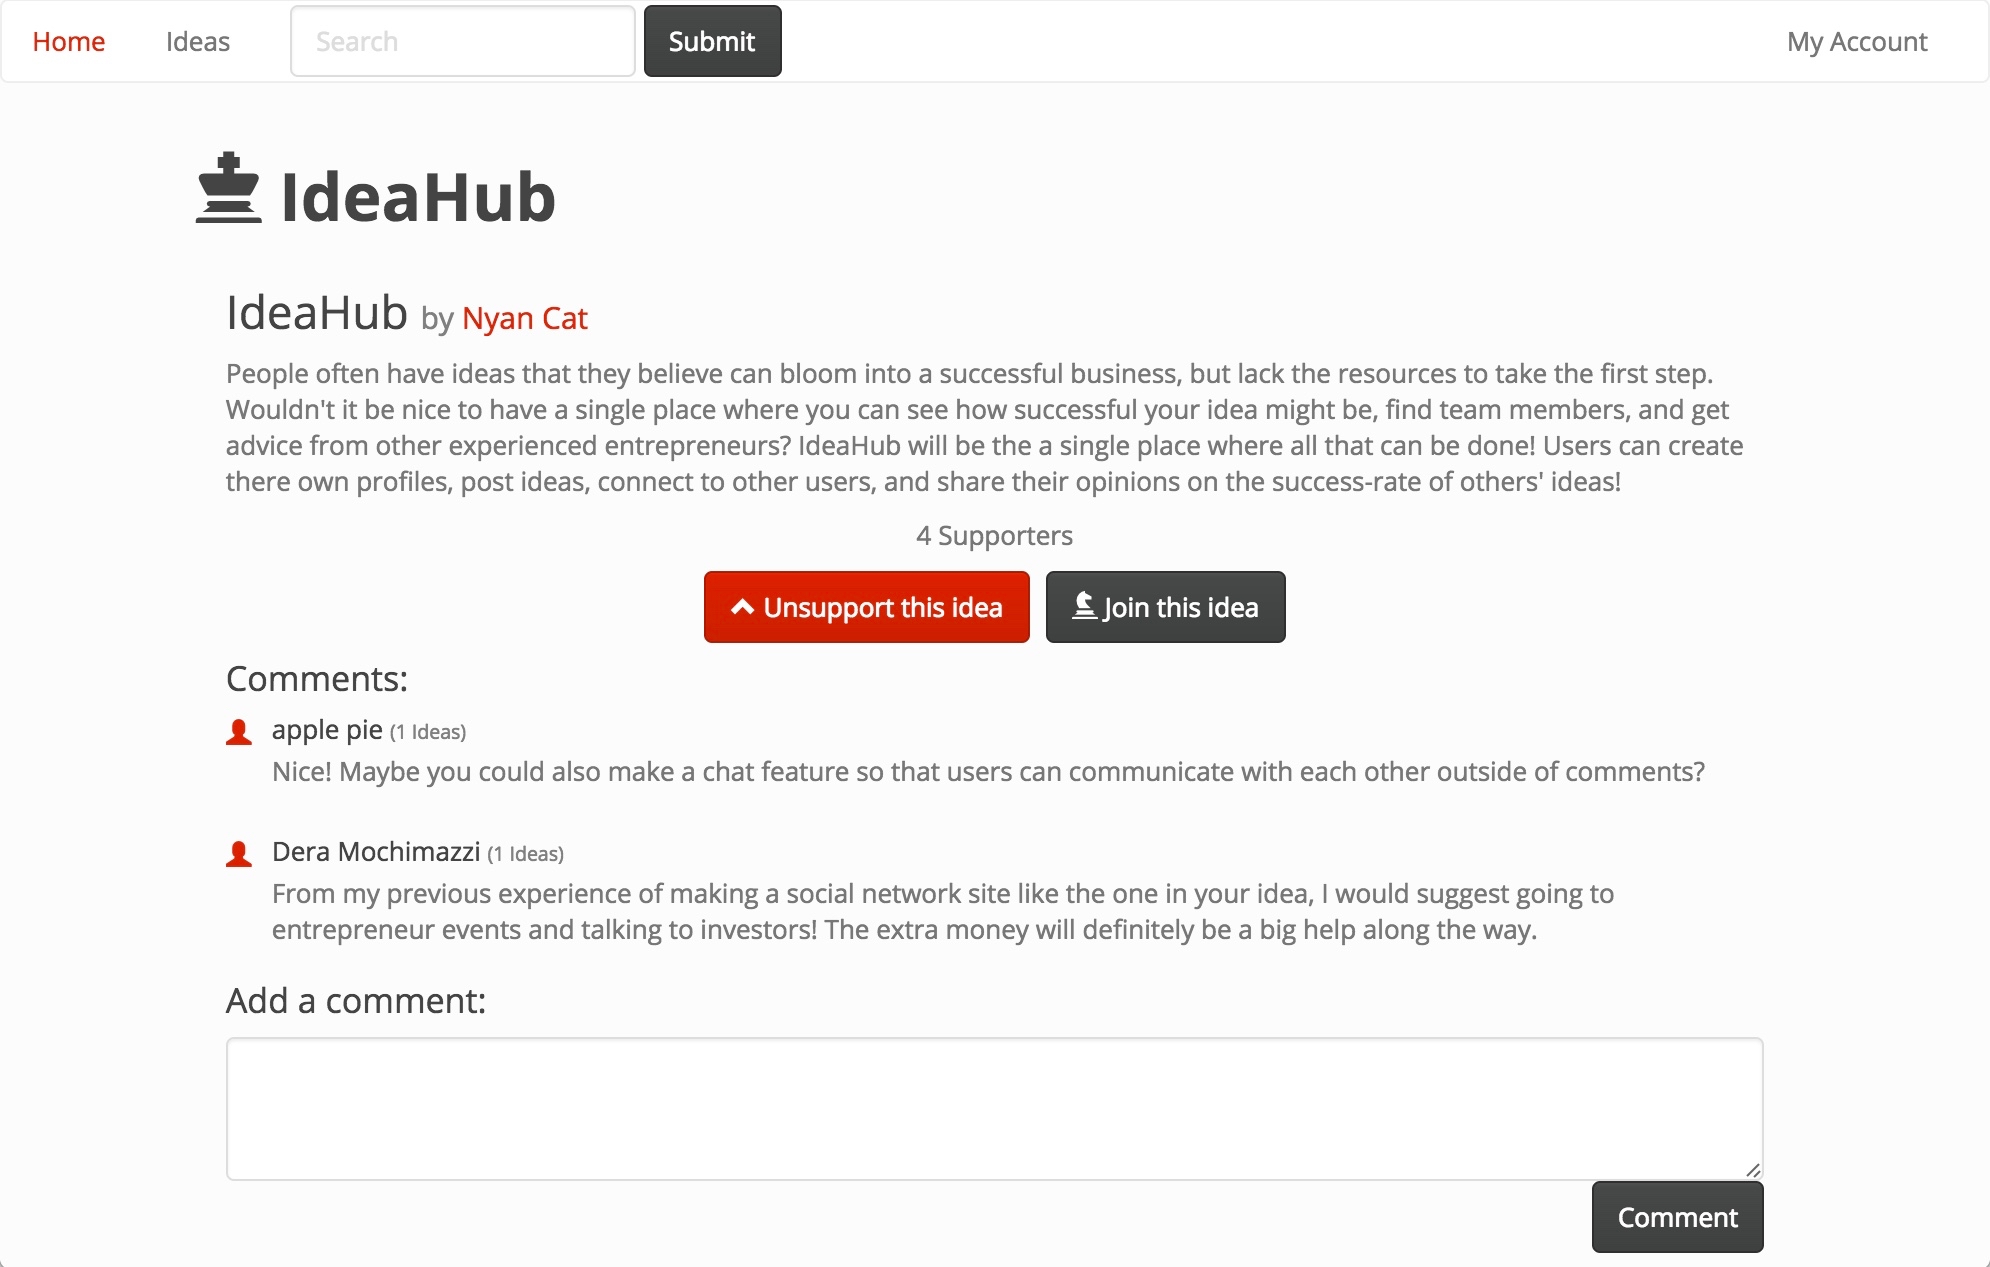 Home Ideas Search Submit My Account
IdeaHub
IdeaHub by Nyan Cat
People often have ideas that they believe can bloom into a successful business, but lack the resources to take the first step.
Wouldn't it be nice to have a single place where you can see how successful your idea might be, find team members, and get
advice from other experienced entrepreneurs? IdeaHub will be the a single place where all that can be done! Users can create
there own profiles, post ideas, connect to other users, and share their opinions on the success-rate of others' ideas!
4 Supporters
Unsupport this idea Join this idea
Comments:
apple pie (1 Ideas)
Nice! Maybe you could also make a chat feature so that users can communicate with each other outside of comments?
Dera Mochimazzi (1 Ideas)
From my previous experience of making a social network site like the one in your idea, I would suggest going to
entrepreneur events and talking to investors! The extra money will definitely be a big help along the way.
Add a comment:
Comment